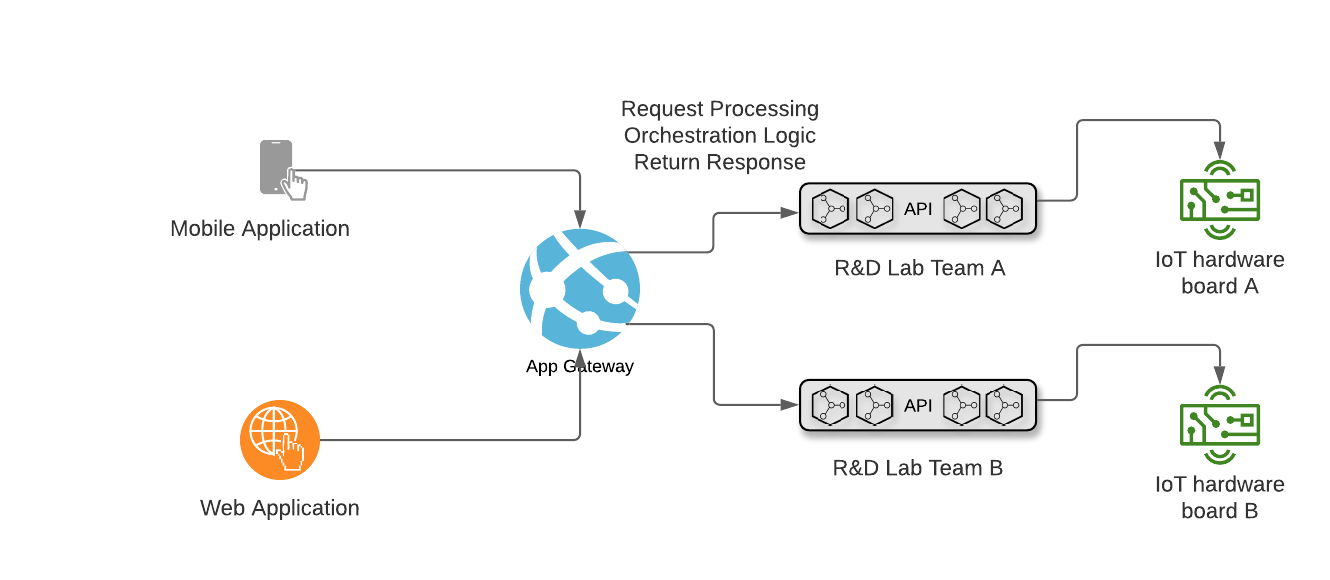 Request Processing
Orchestration Logic
Return Response
Mobile Application
API
R&D Lab Team A
IoT hardware
board A
App Gateway
API
R&D Lab Team B
Web Application
IoT hardware
board B